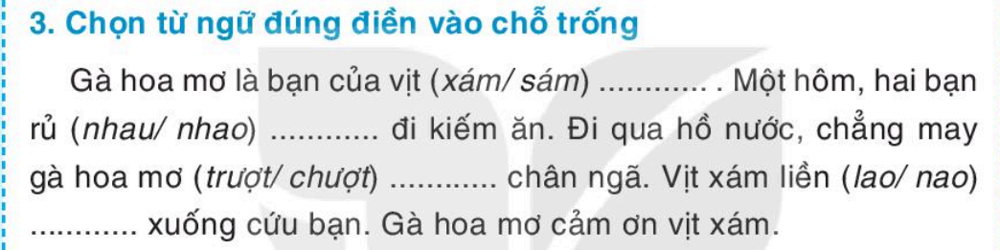 3. Chọn từ ngữ đúng điền vào chỗ trống
Gà hoa mơ là bạn của vịt (xám/ sám) ............. . Một hôm, hai bạn
rủ (nhau/ nhao) ............ đi kiếm ăn. Đi qua hồ nước, chẳng may
gà hoa mơ (trượt/ chượt) ............ chân ngã. Vịt xám liền (lao/ nao)
............ xuống cứu bạn. Gà hoa mơ cảm ơn vịt xám.